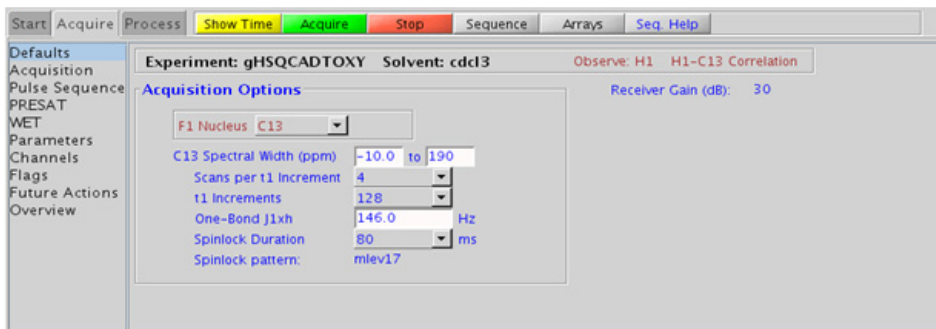 Start Acquire Process Show Time Acquire Stop Sequence Arrays Seq. Help
Defaults
Acquisition
Pulse Sequence
PRESAT
WET
Parameters
Channels
Flags
Future Actions
Overview
Experiment: gHSQCADTOXY Solvent: cdcl3 Observe: H1 H1-C13 Correlation
Acquisition Options
Receiver Gain (dB): 30
F1 Nucleus C13
C13 Spectral Width (ppm) -10.0 to 190
Scans per t1 Increment 4
t1 Increments 128
One-Bond J1xh 146.0 Hz
Spinlock Duration 80 ms
Spinlock pattern: mlev17